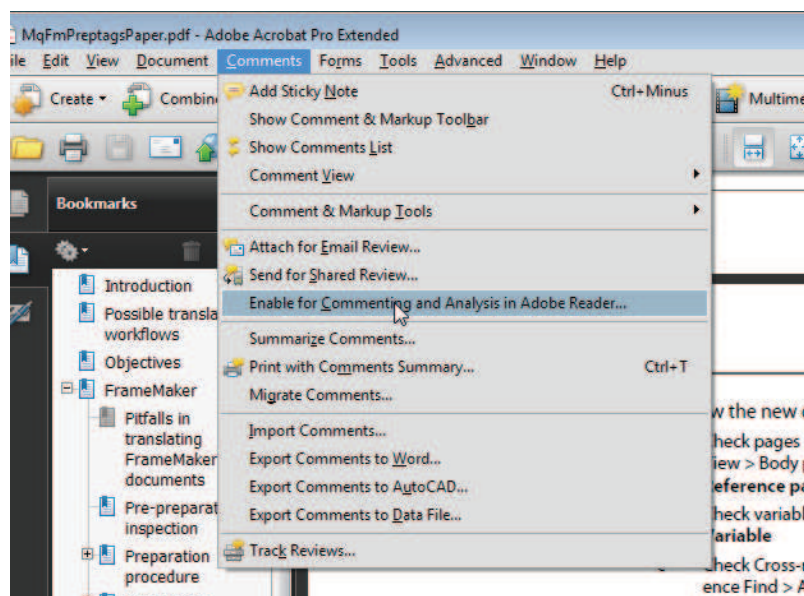 MqFmPreptagsPaper.pdf - Adobe Acrobat Pro Extended
ile Edit View Document Comments Forms Tools Advanced Window Help
Create Combin Multime
Add Sticky Note Ctrl+Minus
Show Comment & Markup Toolbar
Show Comments List
Comment View
Comment & Markup Tools
Attach for Email Review...
Send for Shared Review...
Enable for Commenting and Analysis in Adobe Reader...
Summarize Comments...
Print with Comments Summary... Ctrl+T
Migrate Comments...
Import Comments...
Export Comments to Word...
Export Comments to AutoCAD...
Export Comments to Data File...
Track Reviews...
Bookmarks
Introduction
Possible transla
workflows
Objectives
FrameMaker
Pitfalls in
translating
FrameMaker
documents
Pre-preparat
inspection
Preparation
procedure
w the new
heck pages
iew > Body
eference pa
heck variabl
ariable
Check Cross-
ence Find > A